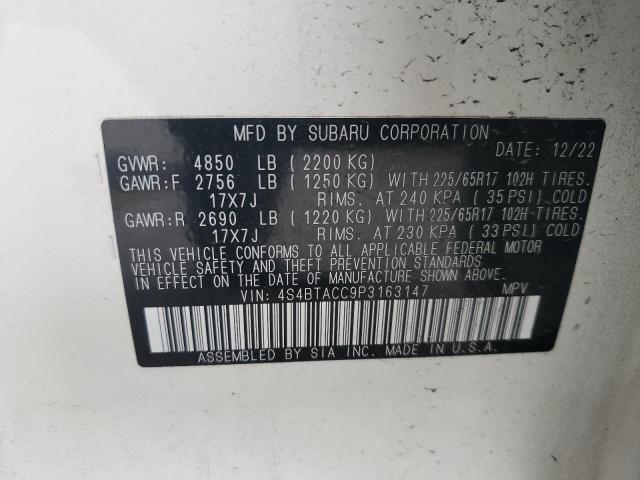 MFD BY SUBARU CORPORATION DATE: 12/22
GVWR: 4850 LB (2200 KG)
GAWR:F 2756 LB (1250 KG) WITH 225/65R17 102H TIRES.
17X7J RIMS. AT 240 KPA (35 PSI) COLD
GAWR:R 2690 LB (1220 KG) WITH 225/65R17 102H TIRES.
17X7J RIMS. AT 230 KPA (33 PSI) COLD
THIS VEHICLE CONFORMS TO ALL APPLICABLE FEDERAL MOTOR
VEHICLE SAFETY AND THEFT PREVENTION STANDARDS
IN EFFECT ON THE DATE OF MANUFACTURE SHOWN ABOVE.
VIN: 4S4BTACC9P3163147 MPV
ASSEMBLED BY SIA INC. MADE IN U.S.A.